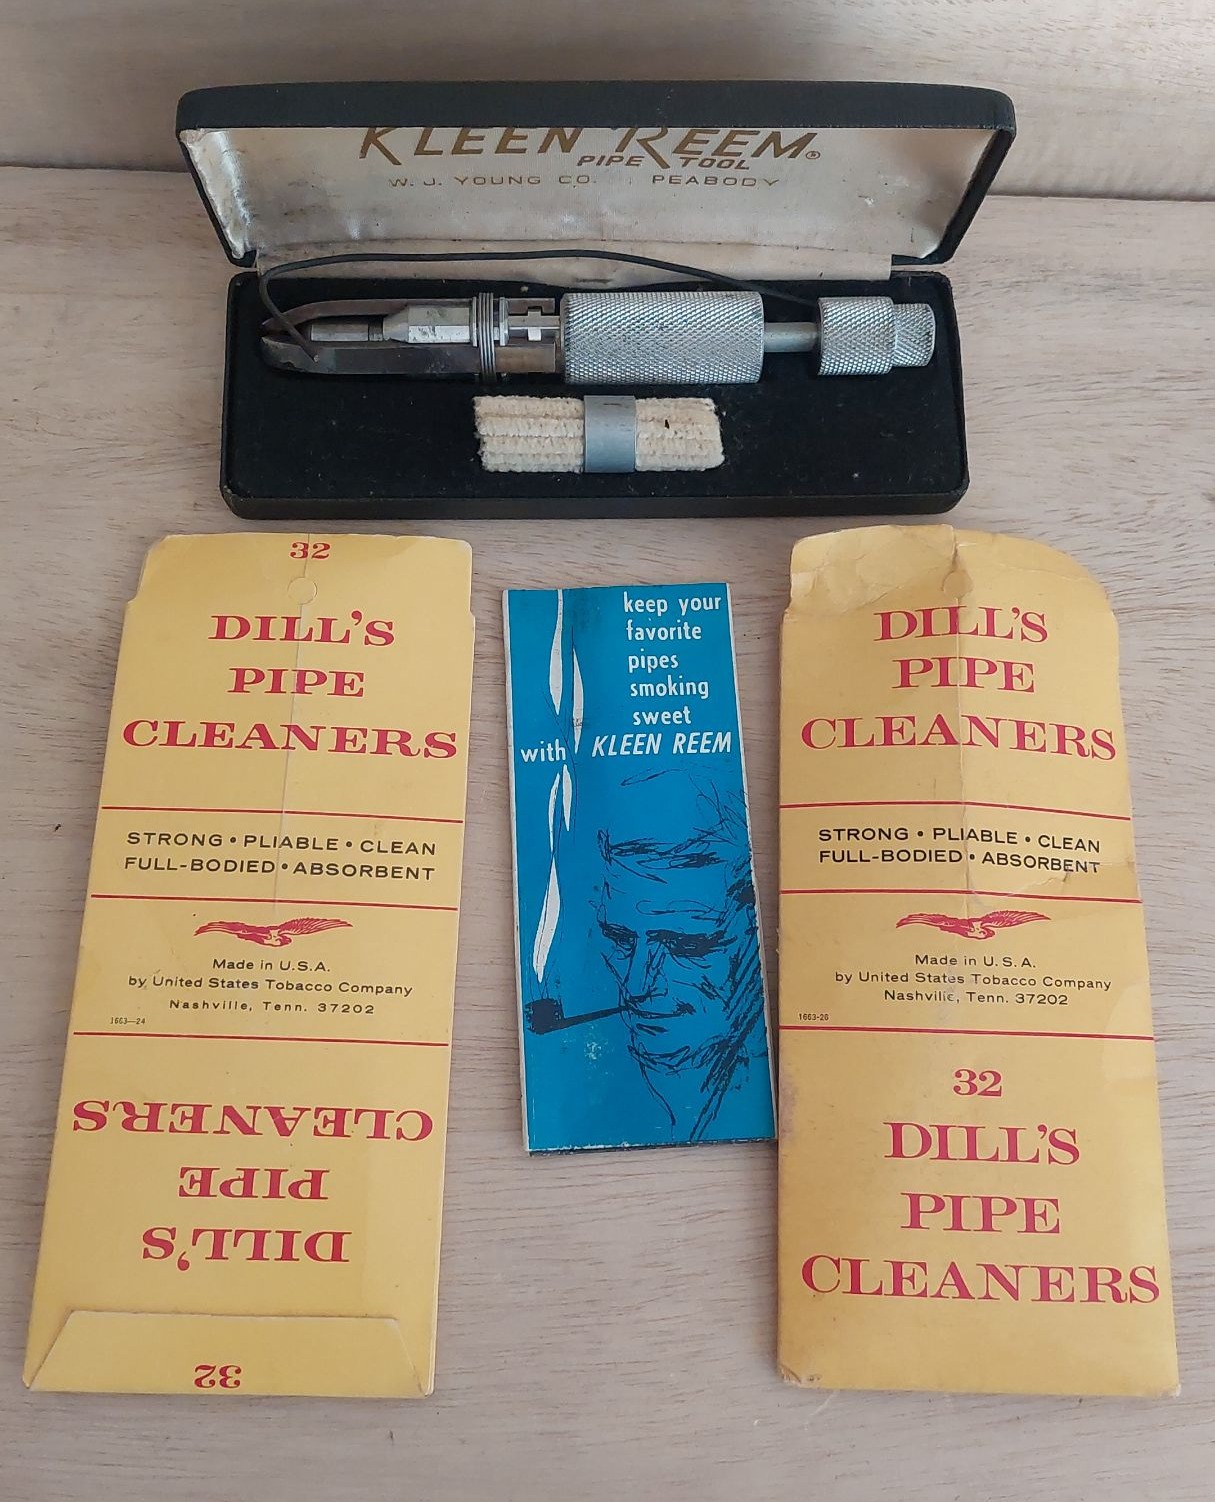 KLEEN REEM®
PIPE TOOL
W. J. YOUNG CO. PEABODY
32
DILL'S
PIPE
CLEANERS
STRONG • PLIABLE • CLEAN
FULL-BODIED • ABSORBENT
Made in U.S.A.
by United States Tobacco Company
Nashville, Tenn. 37202
1663—24
CLEANERS
PIPE
DILL'S
32
keep your
favorite
pipes
smoking
sweet
with KLEEN REEM
DILL'S
PIPE
CLEANERS
STRONG • PLIABLE • CLEAN
FULL-BODIED • ABSORBENT
Made in U.S.A.
by United States Tobacco Company
Nashville, Tenn. 37202
1663-26
32
DILL'S
PIPE
CLEANERS